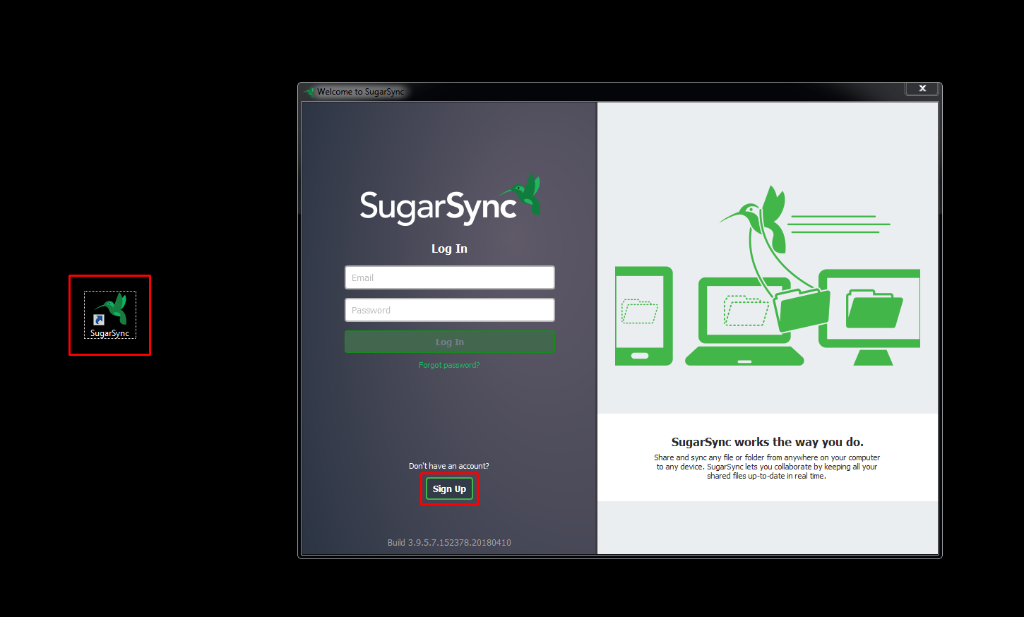 Welcome to SugarSync
X
SugarSync
Log In
Email
Password
Log In
Forgot password?
SugarSync
Don't have an account?
Sign Up
Build 3.9.5.7.152378.20180410
SugarSync works the way you do.
Share and sync any file or folder from anywhere on your computer
to any device. SugarSync lets you collaborate by keeping all your
shared files up-to-date in real time.